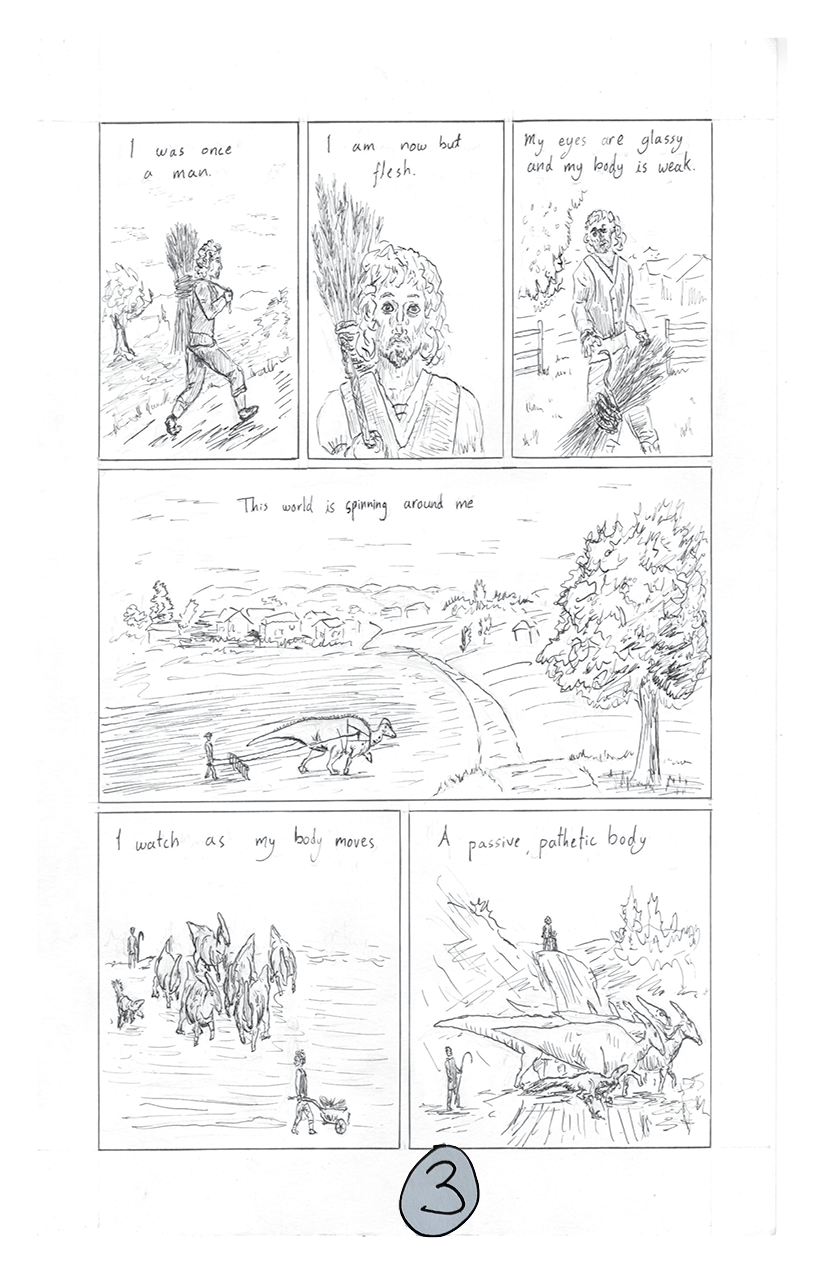 I was once
a man.
I am now but
flesh.
My eyes are glassy
and my body is weak.
This world is spinning around me
I watch as my body moves
A passive, pathetic body
3